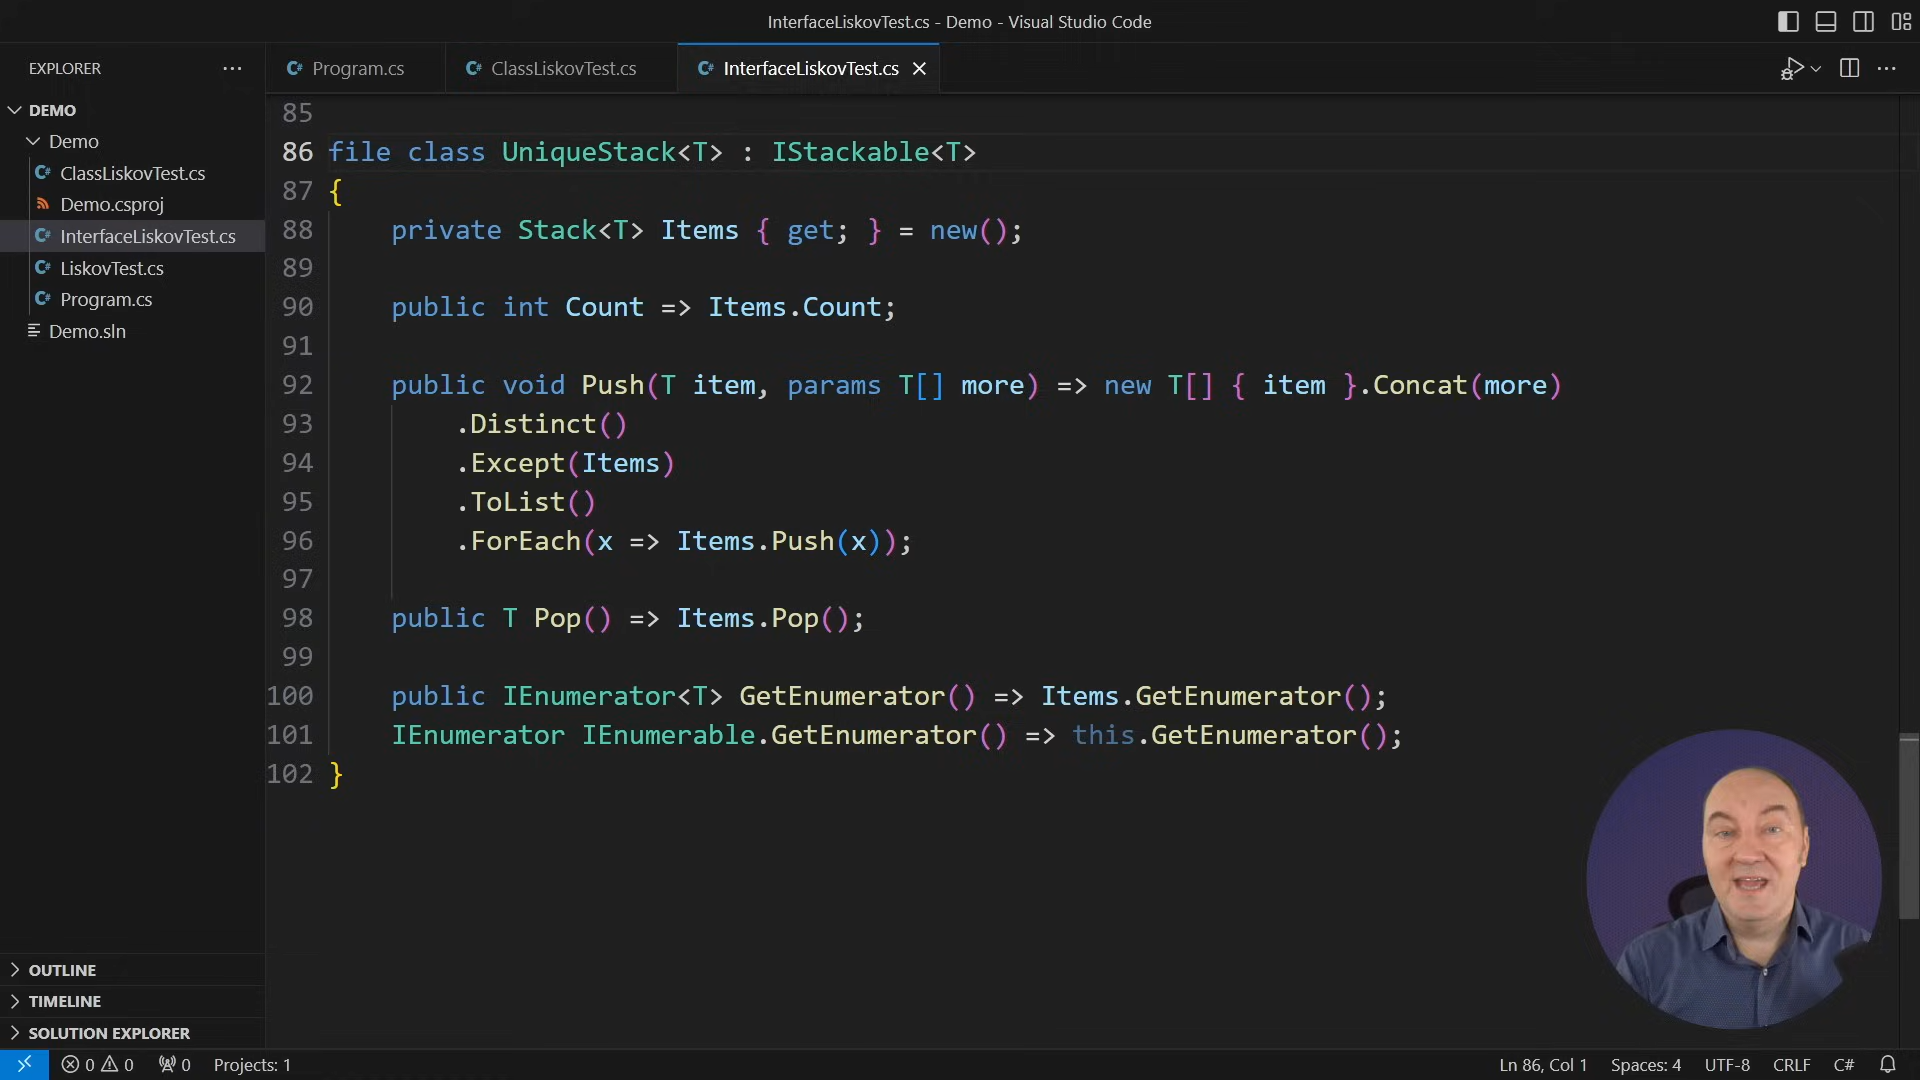 InterfaceLiskovTest.cs - Demo - Visual Studio Code
EXPLORER
Program.cs
ClassLiskovTest.cs
InterfaceLiskovTest.cs
DEMO
Demo
ClassLiskovTest.cs
Demo.csproj
InterfaceLiskovTest.cs
LiskovTest.cs
Program.cs
Demo.sln
85
86 file class UniqueStack<T> : IStackable<T>
87 {
88     private Stack<T> Items { get; } = new();
89
90     public int Count => Items.Count;
91
92     public void Push(T item, params T[] more) => new T[] { item }.Concat(more)
93         .Distinct()
94         .Except(Items)
95         .ToList()
96         .ForEach(x => Items.Push(x));
97
98     public T Pop() => Items.Pop();
99
100     public IEnumerator<T> GetEnumerator() => Items.GetEnumerator();
101     IEnumerator IEnumerable.GetEnumerator() => this.GetEnumerator();
102 }
OUTLINE
TIMELINE
SOLUTION EXPLORER
0 0 0 Projects: 1
Ln 86, Col 1 Spaces: 4 UTF-8 CRLF C#